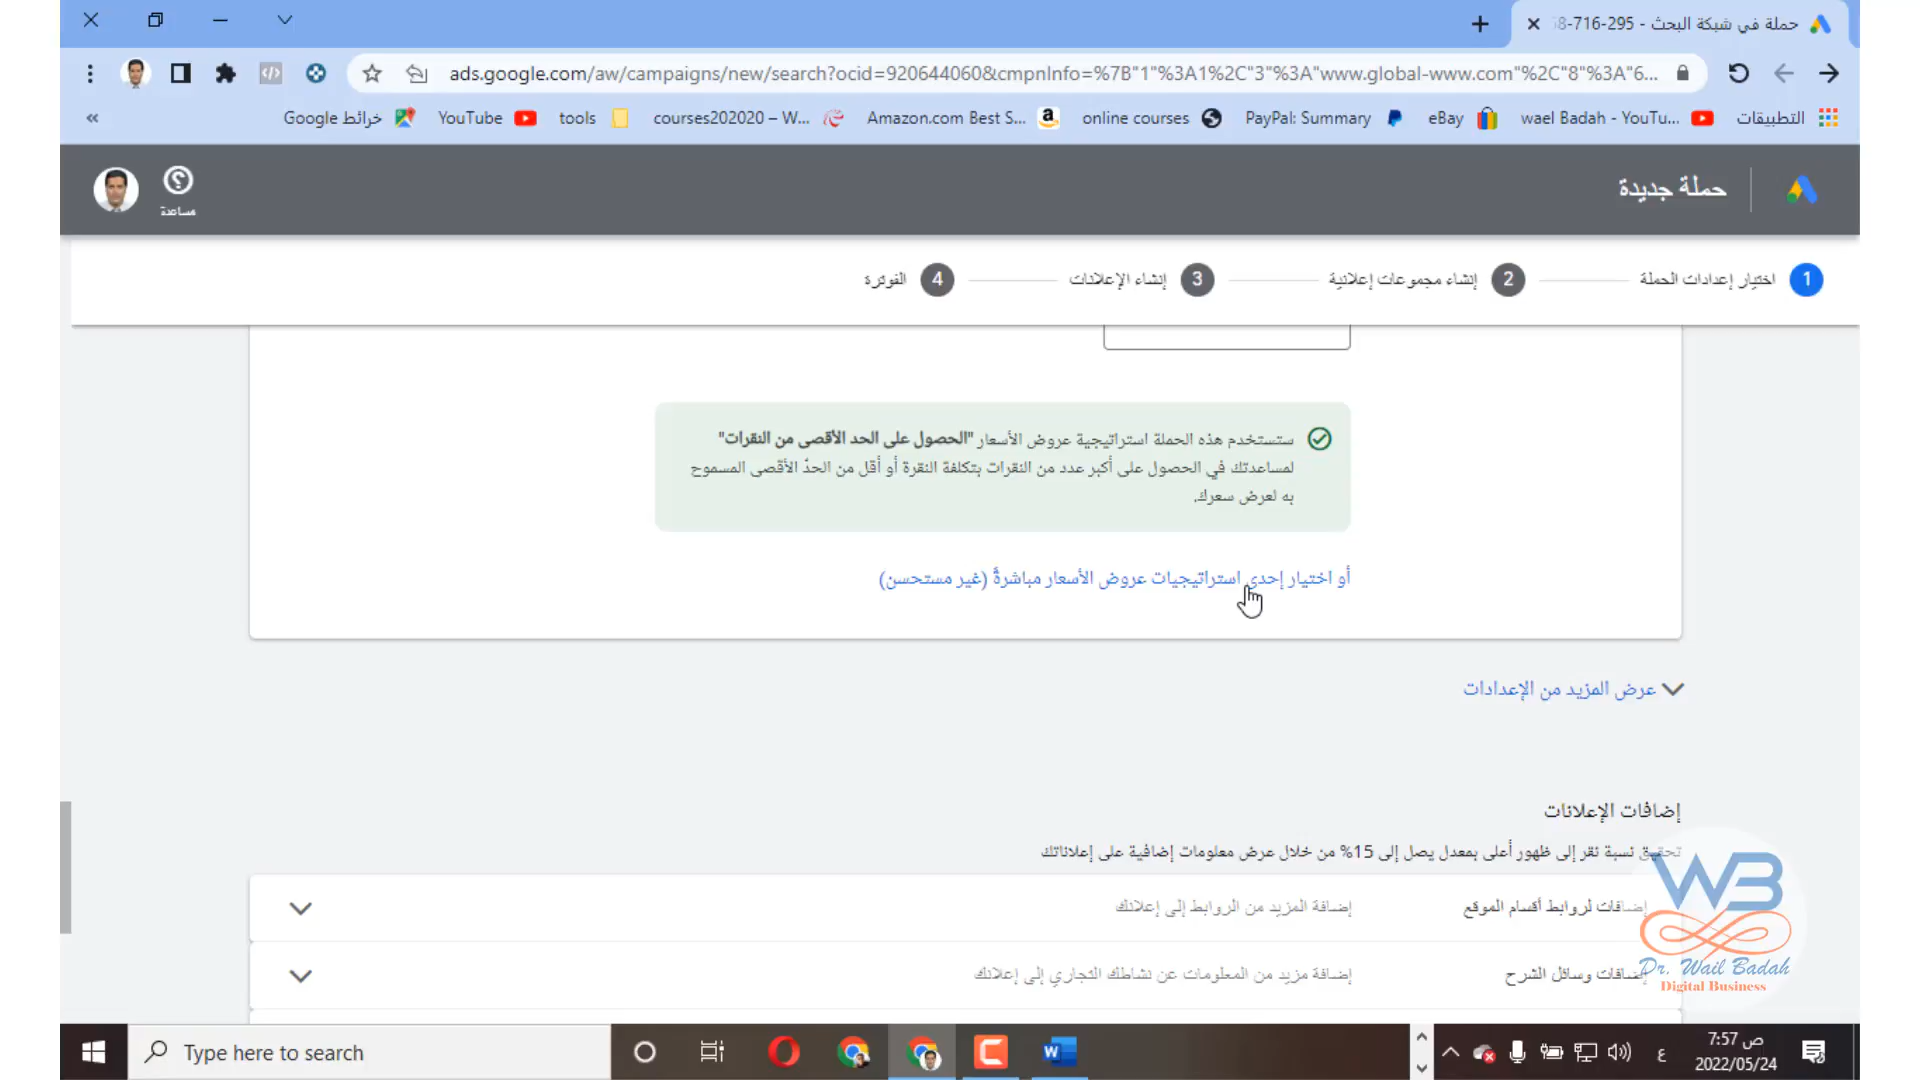 حملة في شبكة البحث - 295-716-8
ads.google.com/aw/campaigns/new/search?ocid=920644060&cmpnInfo=%7B"1"%3A1%2C"3"%3A"www.global-www.com"%2C"8"%3A"6...
التطبيقات
wael Badah - YouTu...
eBay
PayPal: Summary
online courses
Amazon.com Best S...
courses202020 – W...
tools
YouTube
خرائط Google
حملة جديدة
مساعدة
1 اختيار إعدادات الحملة
2 إنشاء مجموعات إعلانية
3 إنشاء الإعلانات
4 الفوترة
ستستخدم هذه الحملة استراتيجية عروض الأسعار "الحصول على الحد الأقصى من النقرات"
لمساعدتك في الحصول على أكبر عدد من النقرات بتكلفة النقرة أو أقل من الحدّ الأقصى المسموح
به لعرض سعرك.
أو اختيار إحدى استراتيجيات عروض الأسعار مباشرةً (غير مستحسن)
عرض المزيد من الإعدادات
إضافات الإعلانات
تحقيق نسبة نقر إلى ظهور أعلى بمعدل يصل إلى 15% من خلال عرض معلومات إضافية على إعلاناتك
إضافات لروابط أقسام الموقع
إضافة المزيد من الروابط إلى إعلانك
إضافات وسائل الشرح
إضافة مزيد من المعلومات عن نشاطك التجاري إلى إعلانك
WB
Dr. Wail Badah
Digital Business
Type here to search
ع
7:57 ص
2022/05/24